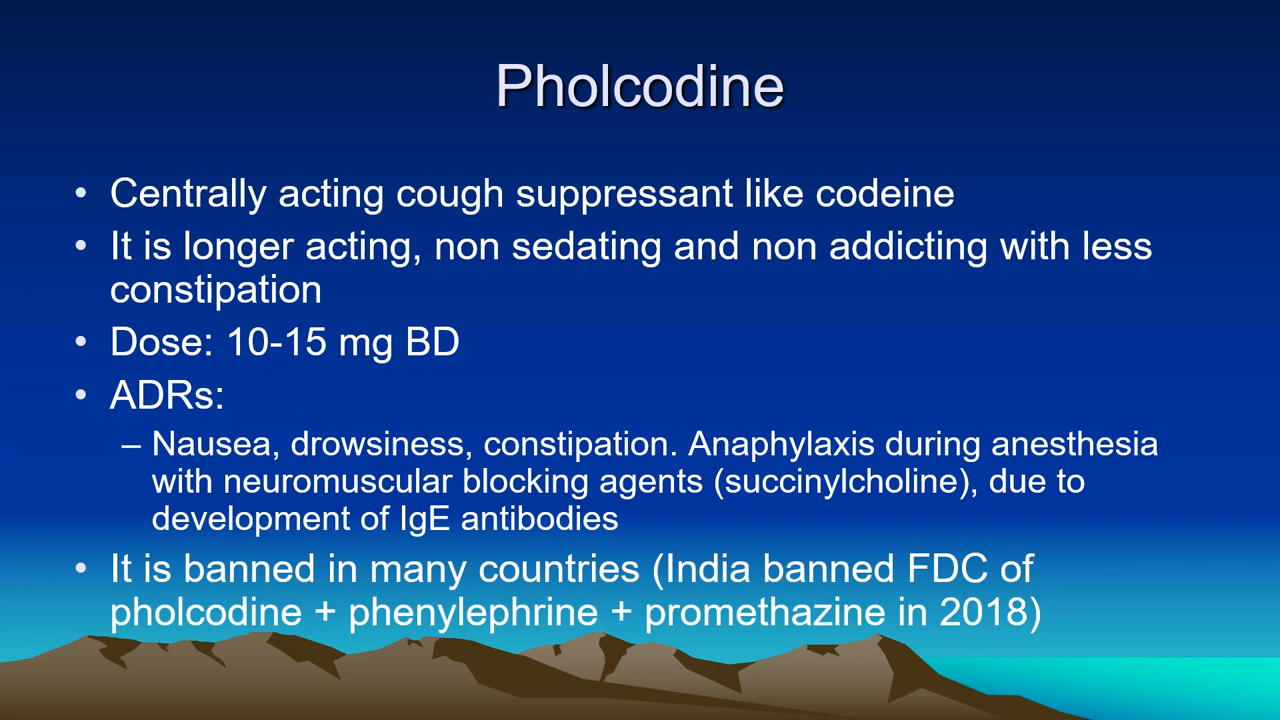 Pholcodine
• Centrally acting cough suppressant like codeine
• It is longer acting, non sedating and non addicting with less
constipation
• Dose: 10-15 mg BD
• ADRs:
– Nausea, drowsiness, constipation. Anaphylaxis during anesthesia
with neuromuscular blocking agents (succinylcholine), due to
development of IgE antibodies
• It is banned in many countries (India banned FDC of
pholcodine + phenylephrine + promethazine in 2018)